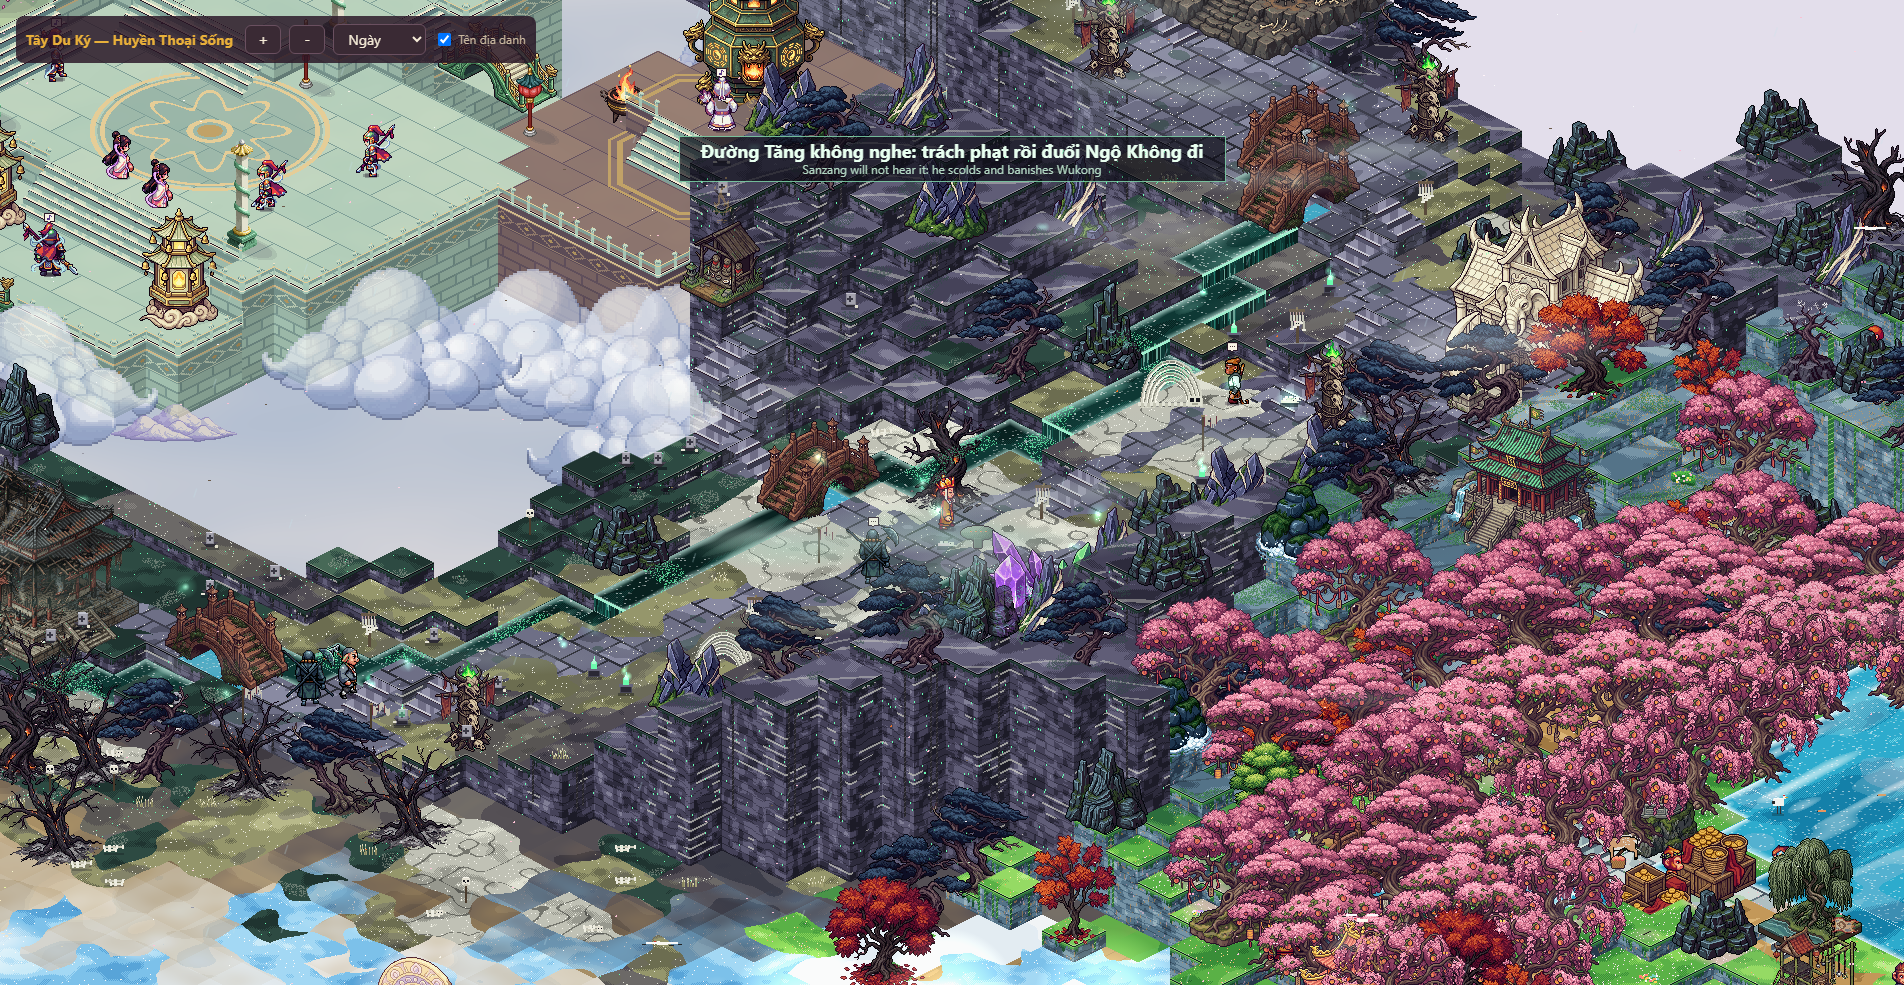 Tây Du Ký — Huyền Thoại Sống
+
-
Ngày
Tên địa danh
Đường Tăng không nghe: trách phạt rồi đuổi Ngộ Không đi
Sanzang will not hear it: he scolds and banishes Wukong